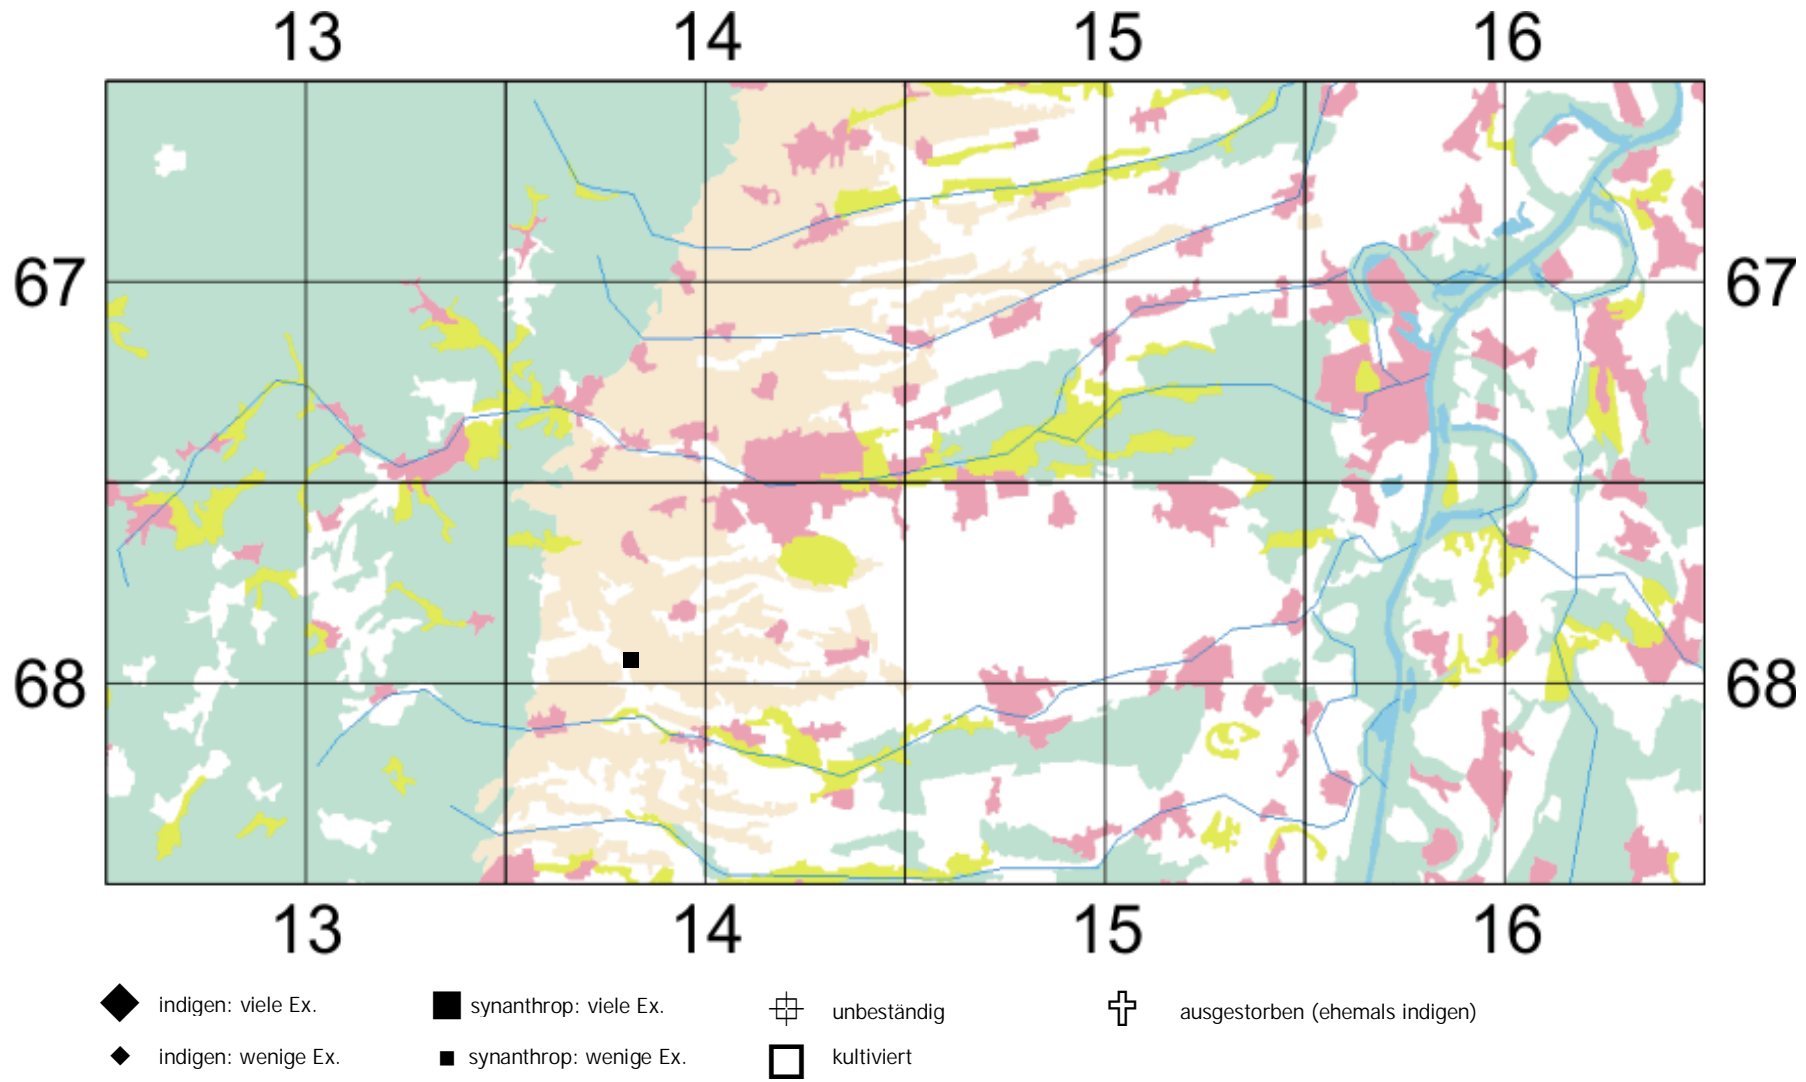 13 14 15 16
67 67
68 68
13 14 15 16
indigen: viele Ex. synanthrop: viele Ex. unbeständig ausgestorben (ehemals indigen)
indigen: wenige Ex. synanthrop: wenige Ex. kultiviert